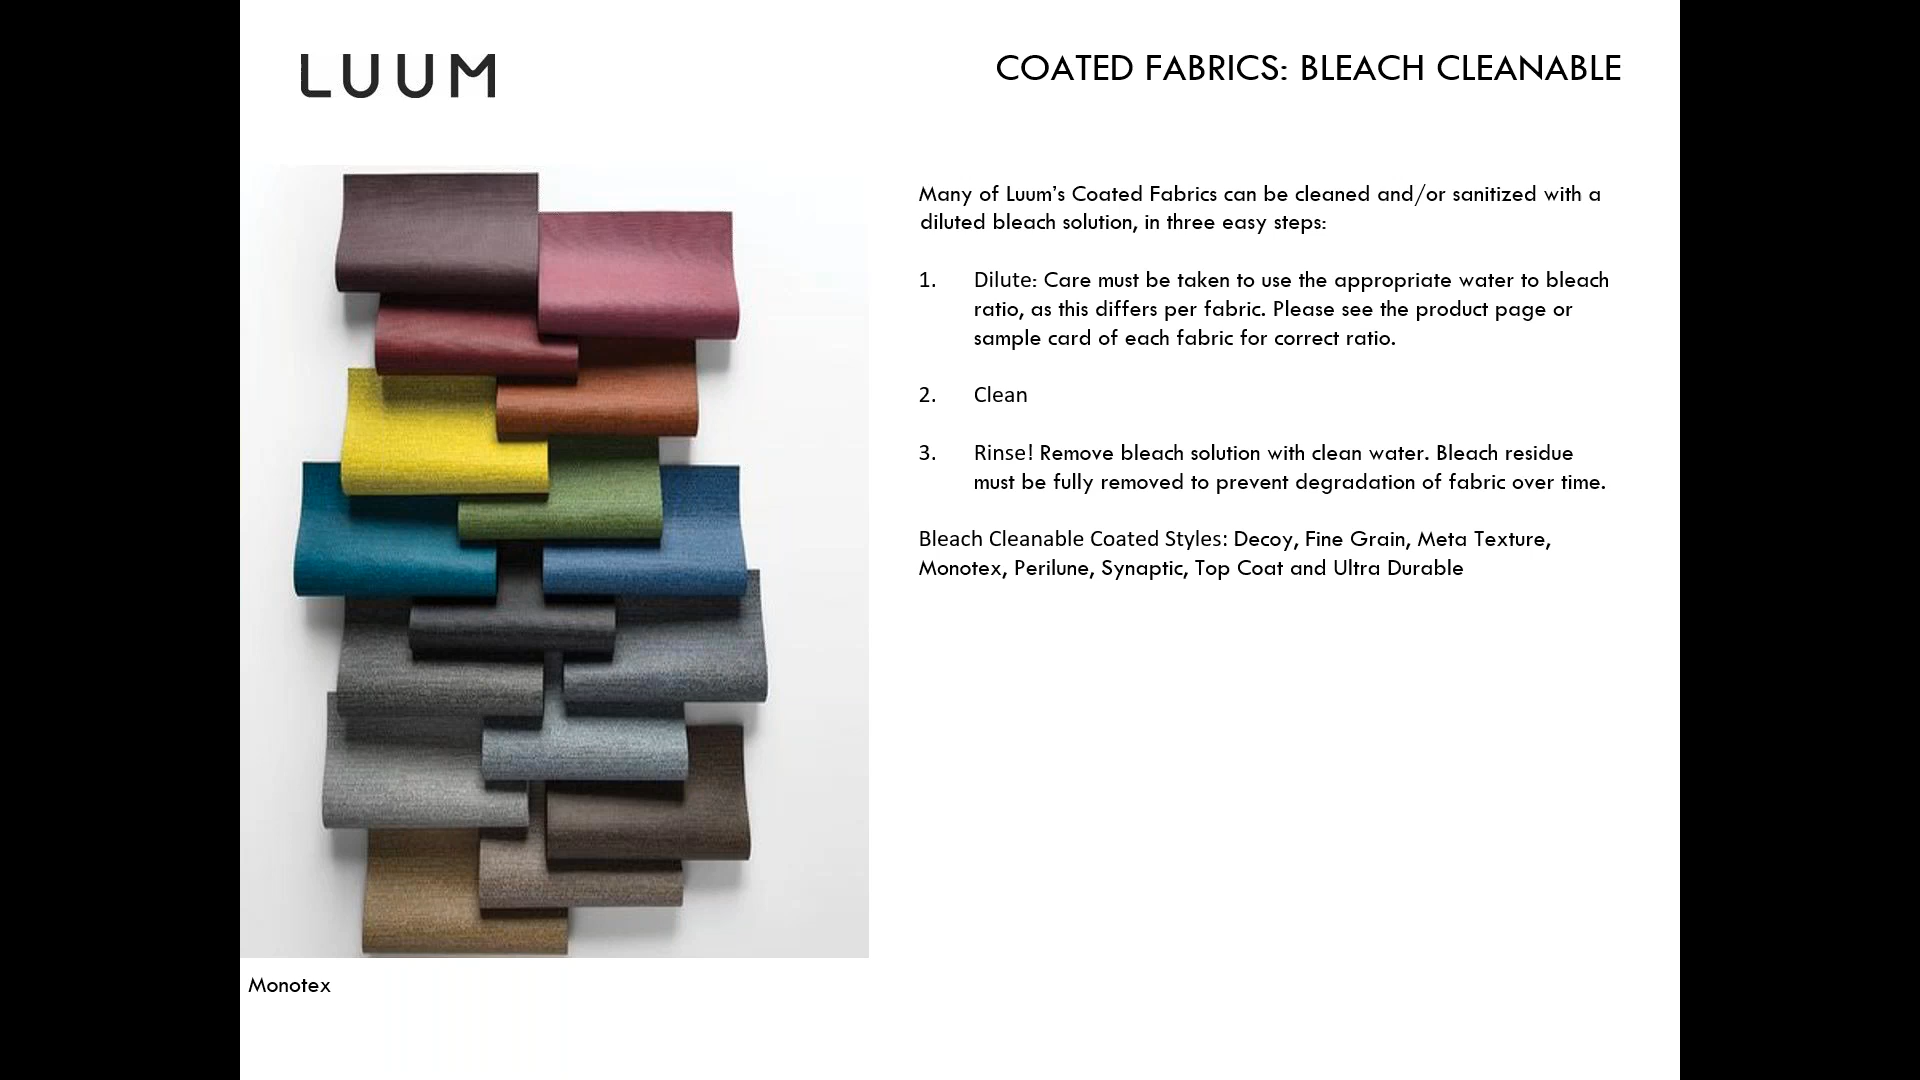 LUUM
COATED FABRICS: BLEACH CLEANABLE
Many of Luum’s Coated Fabrics can be cleaned and/or sanitized with a
diluted bleach solution, in three easy steps:
1. Dilute: Care must be taken to use the appropriate water to bleach
ratio, as this differs per fabric. Please see the product page or
sample card of each fabric for correct ratio.
2. Clean
3. Rinse! Remove bleach solution with clean water. Bleach residue
must be fully removed to prevent degradation of fabric over time.
Bleach Cleanable Coated Styles: Decoy, Fine Grain, Meta Texture,
Monotex, Perilune, Synaptic, Top Coat and Ultra Durable
Monotex